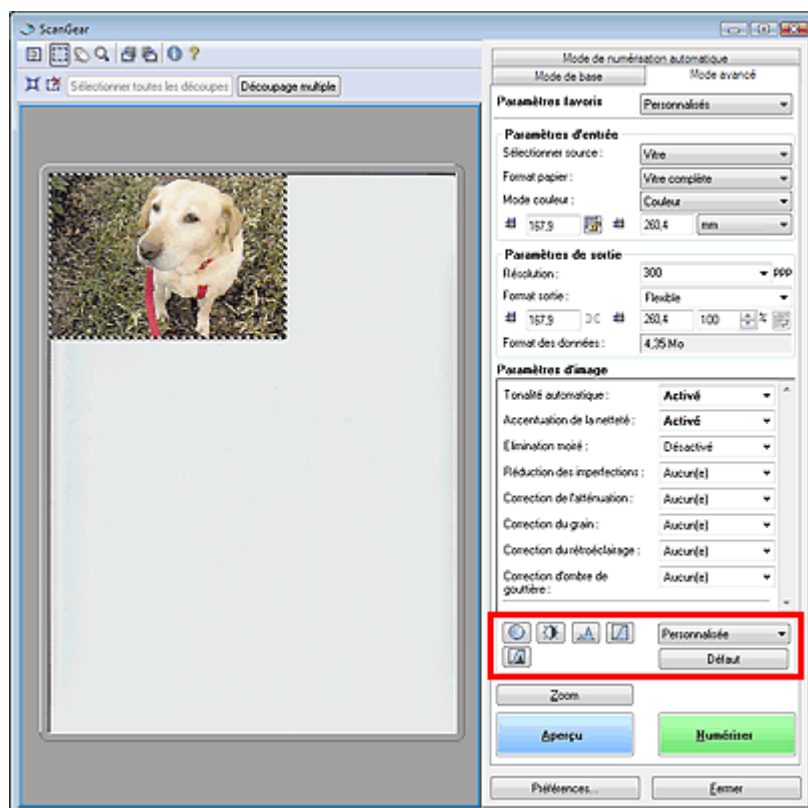 ScanGear
Sélectionner toutes les découpes Découpage multiple
Mode de numérisation automatique
Mode de base Mode avancé
Paramètres favoris Personnalisés
Paramètres d'entrée
Sélectionner source : Vitre
Format papier : Vitre complète
Mode couleur : Couleur
167,9 260,4 mm
Paramètres de sortie
Résolution : 300 ppp
Format sortie : Flexible
167,9 260,4 100 %
Format des données : 4,35 Mo
Paramètres d'image
Tonalité automatique : Activé
Accentuation de la netteté : Activé
Elimination moiré : Désactivé
Réduction des imperfections : Aucun(e)
Correction de l'atténuation : Aucun(e)
Correction du grain : Aucun(e)
Correction du rétroéclairage : Aucun(e)
Correction d'ombre de gouttière : Aucun(e)
Personnalisée
Défaut
Zoom
Aperçu Numériser
Préférences... Fermer